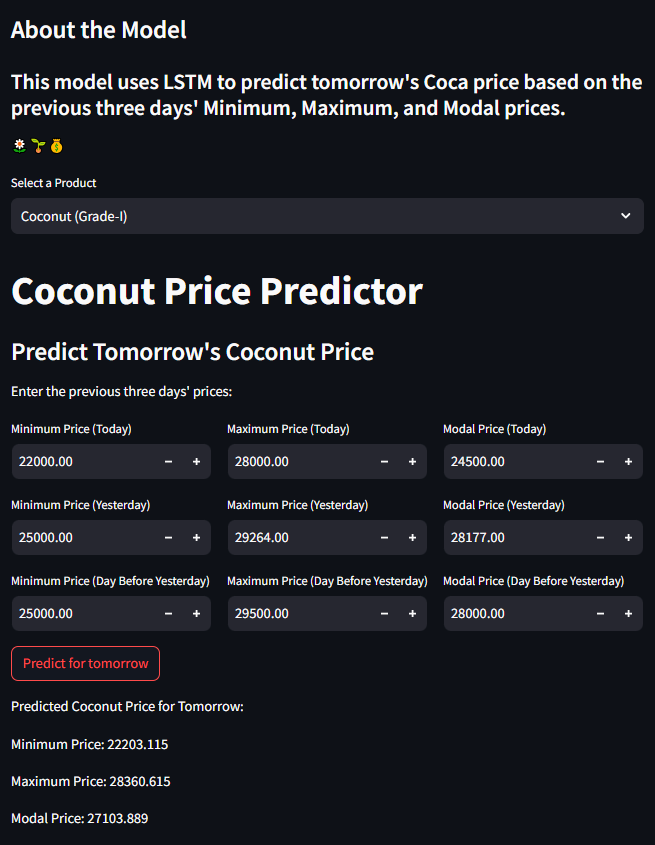 About the Model
This model uses LSTM to predict tomorrow's Coca price based on the
previous three days' Minimum, Maximum, and Modal prices.
Select a Product
Coconut (Grade-I)
Coconut Price Predictor
Predict Tomorrow's Coconut Price
Enter the previous three days' prices:
Minimum Price (Today) Maximum Price (Today) Modal Price (Today)
22000.00 − + 28000.00 − + 24500.00 − +
Minimum Price (Yesterday) Maximum Price (Yesterday) Modal Price (Yesterday)
25000.00 − + 29264.00 − + 28177.00 − +
Minimum Price (Day Before Yesterday) Maximum Price (Day Before Yesterday) Modal Price (Day Before Yesterday)
25000.00 − + 29500.00 − + 28000.00 − +
Predict for tomorrow
Predicted Coconut Price for Tomorrow:
Minimum Price: 22203.115
Maximum Price: 28360.615
Modal Price: 27103.889